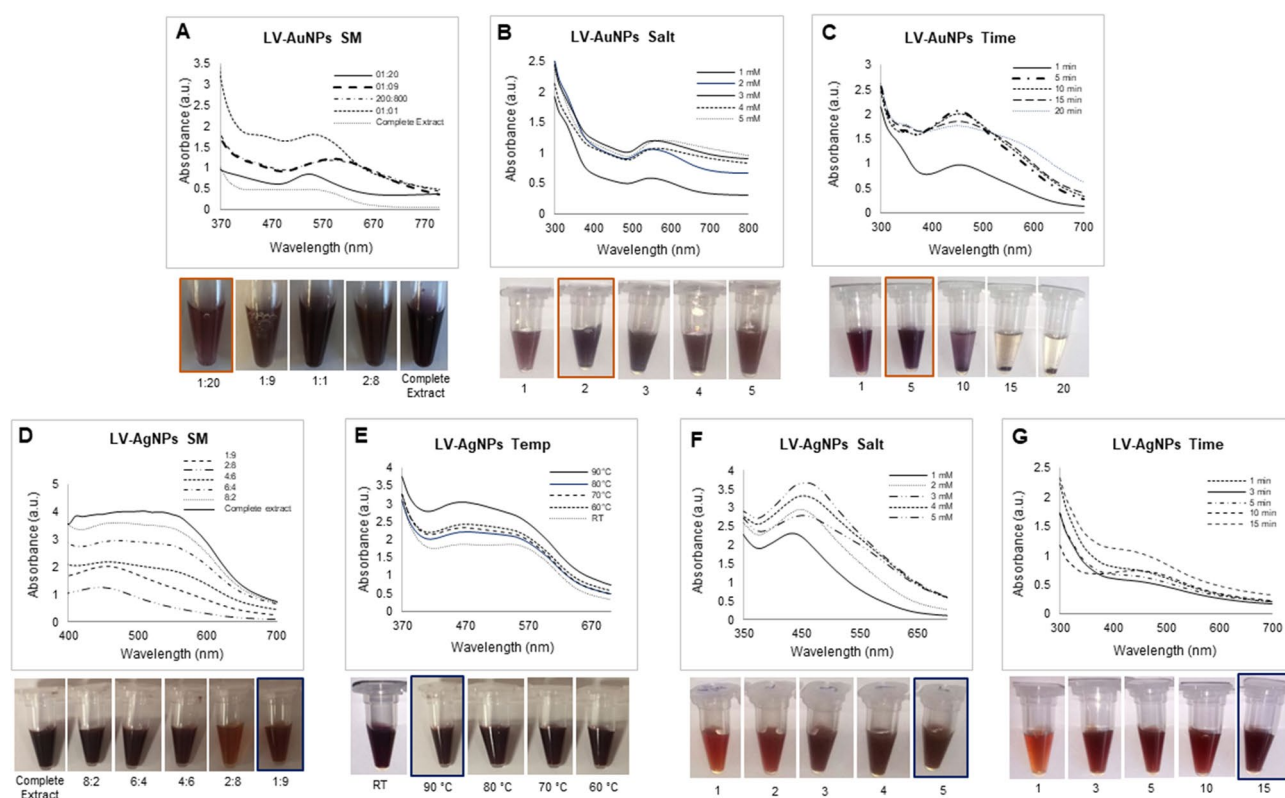 A
LV-AuNPs SM
Absorbance (a.u.)
4
3.5
3
2.5
2
1.5
1
0.5
0
370 470 570 670 770
Wavelength (nm)
01:20
01:09
200:800
01:01
Complete Extract
1:20 1:9 1:1 2:8 Complete
Extract
B
LV-AuNPs Salt
Absorbance (a.u.)
2.5
2
1.5
1
0.5
0
300 400 500 600 700 800
Wavelength (nm)
1 mM
2 mM
3 mM
4 mM
5 mM
1 2 3 4 5
C
LV-AuNPs Time
Absorbance (a.u.)
3
2.5
2
1.5
1
0.5
0
300 400 500 600 700
Wavelength (nm)
1 min
5 min
10 min
15 min
20 min
1 5 10 15 20
D
LV-AgNPs SM
Absorbance (a.u.)
5
4
3
2
1
0
400 500 600 700
Wavelength (nm)
1:9
2:8
4:6
6:4
8:2
Complete extract
Complete
Extract 8:2 6:4 4:6 2:8 1:9
E
LV-AgNPs Temp
Absorbance (a.u.)
4
3.5
3
2.5
2
1.5
1
0.5
0
370 470 570 670
Wavelength (nm)
90°C
80°C
70°C
60°C
RT
RT 90 °C 80 °C 70 °C 60 °C
F
LV-AgNPs Salt
Absorbance (a.u.)
4
3.5
3
2.5
2
1.5
1
0.5
0
350 450 550 650
Wavelength (nm)
1 mM
2 mM
3 mM
4 mM
5 mM
1 2 3 4 5
G
LV-AgNPs Time
Absorbance (a.u.)
2.5
2
1.5
1
0.5
0
300 400 500 600 700
Wavelength (nm)
1 min
3 min
5 min
10 min
15 min
1 3 5 10 15